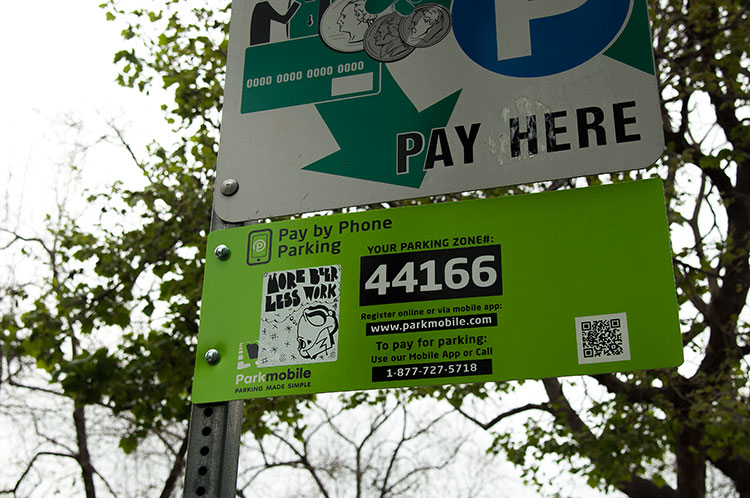 P
0000 0000 0000 0000
PAY HERE
Pay by Phone
Parking
YOUR PARKING ZONE#:
44166
MORE BEER
LESS WORK
Register online or via mobile app:
www.parkmobile.com
To pay for parking:
Use our Mobile App or Call
1-877-727-5718
Parkmobile
PARKING MADE SIMPLE